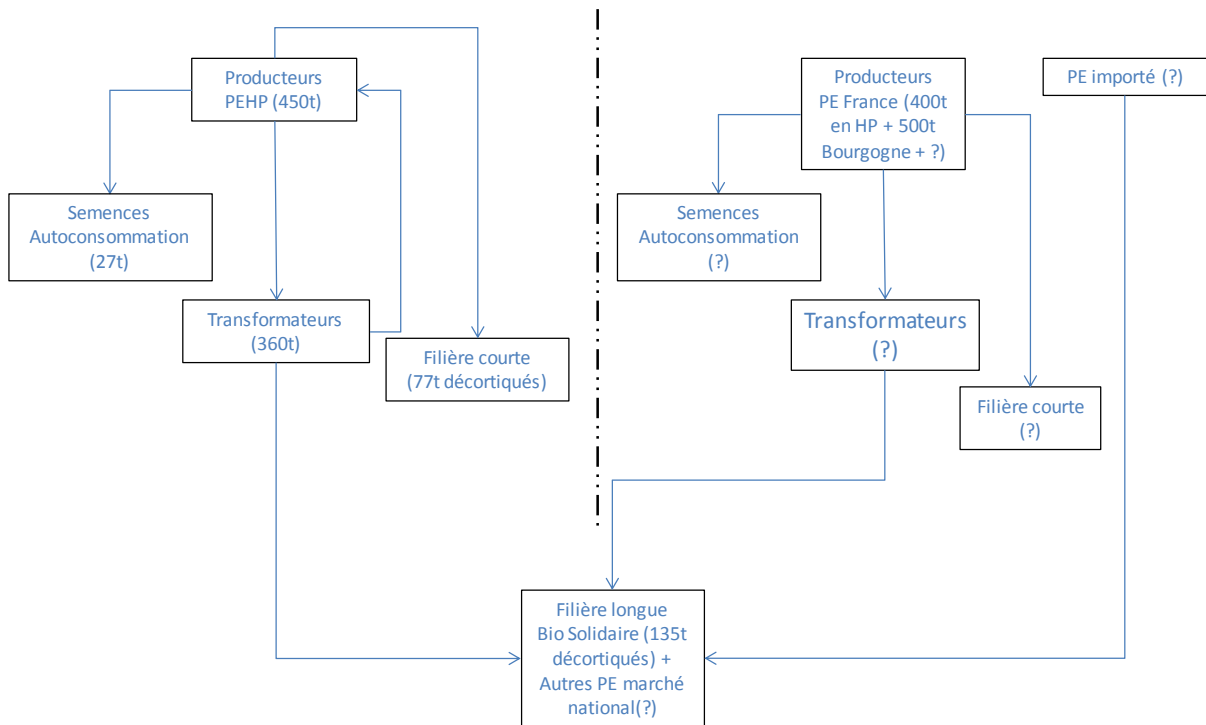 Producteurs
PEHP (450t)
Semences
Autoconsommation
(27t)
Transformateurs
(360t)
Filière courte
(77t décortiqués)
Producteurs
PE France (400t
en HP + 500t
Bourgogne + ?)
PE importé (?)
Semences
Autoconsommation
(?)
Transformateurs
(?)
Filière courte
(?)
Filière longue
Bio Solidaire (135t
décortiqués) +
Autres PE marché
national(?)